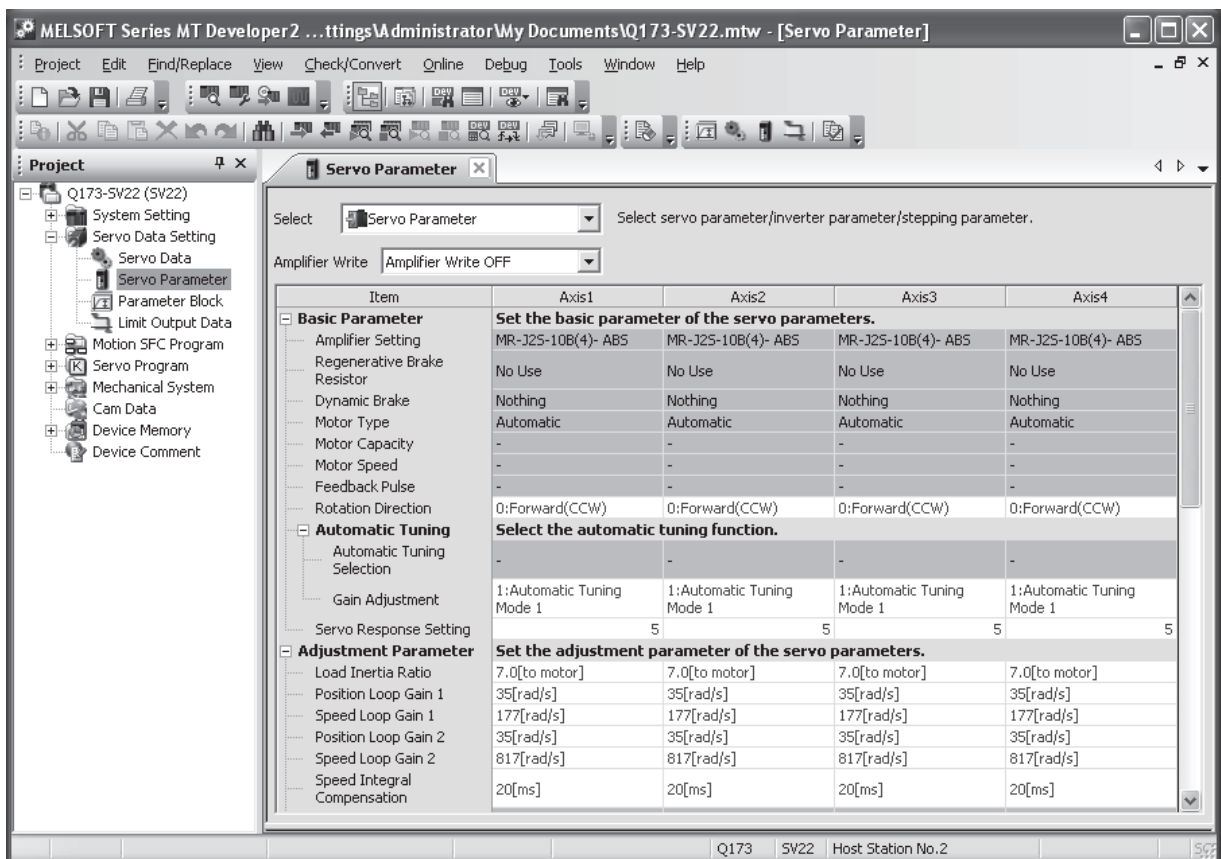 MELSOFT Series MT Developer2 ...ttings\Administrator\My Documents\Q173-SV22.mtw - [Servo Parameter]
Project Edit Find/Replace View Check/Convert Online Debug Tools Window Help
Project
Q173-SV22 (SV22)
System Setting
Servo Data Setting
Servo Data
Servo Parameter
Parameter Block
Limit Output Data
Motion SFC Program
Servo Program
Mechanical System
Cam Data
Device Memory
Device Comment
Servo Parameter
Select Servo Parameter Select servo parameter/inverter parameter/stepping parameter.
Amplifier Write Amplifier Write OFF
Item Axis1 Axis2 Axis3 Axis4
Basic Parameter Set the basic parameter of the servo parameters.
Amplifier Setting MR-J2S-10B(4)- ABS MR-J2S-10B(4)- ABS MR-J2S-10B(4)- ABS MR-J2S-10B(4)- ABS
Regenerative Brake
Resistor No Use No Use No Use No Use
Dynamic Brake Nothing Nothing Nothing Nothing
Motor Type Automatic Automatic Automatic Automatic
Motor Capacity - - - -
Motor Speed - - - -
Feedback Pulse - - - -
Rotation Direction 0:Forward(CCW) 0:Forward(CCW) 0:Forward(CCW) 0:Forward(CCW)
Automatic Tuning Select the automatic tuning function.
Automatic Tuning
Selection - - - -
Gain Adjustment 1:Automatic Tuning 1:Automatic Tuning 1:Automatic Tuning 1:Automatic Tuning
Mode 1 Mode 1 Mode 1 Mode 1
Servo Response Setting 5 5 5 5
Adjustment Parameter Set the adjustment parameter of the servo parameters.
Load Inertia Ratio 7.0[to motor] 7.0[to motor] 7.0[to motor] 7.0[to motor]
Position Loop Gain 1 35[rad/s] 35[rad/s] 35[rad/s] 35[rad/s]
Speed Loop Gain 1 177[rad/s] 177[rad/s] 177[rad/s] 177[rad/s]
Position Loop Gain 2 35[rad/s] 35[rad/s] 35[rad/s] 35[rad/s]
Speed Loop Gain 2 817[rad/s] 817[rad/s] 817[rad/s] 817[rad/s]
Speed Integral
Compensation 20[ms] 20[ms] 20[ms] 20[ms]
Q173 SV22 Host Station No.2